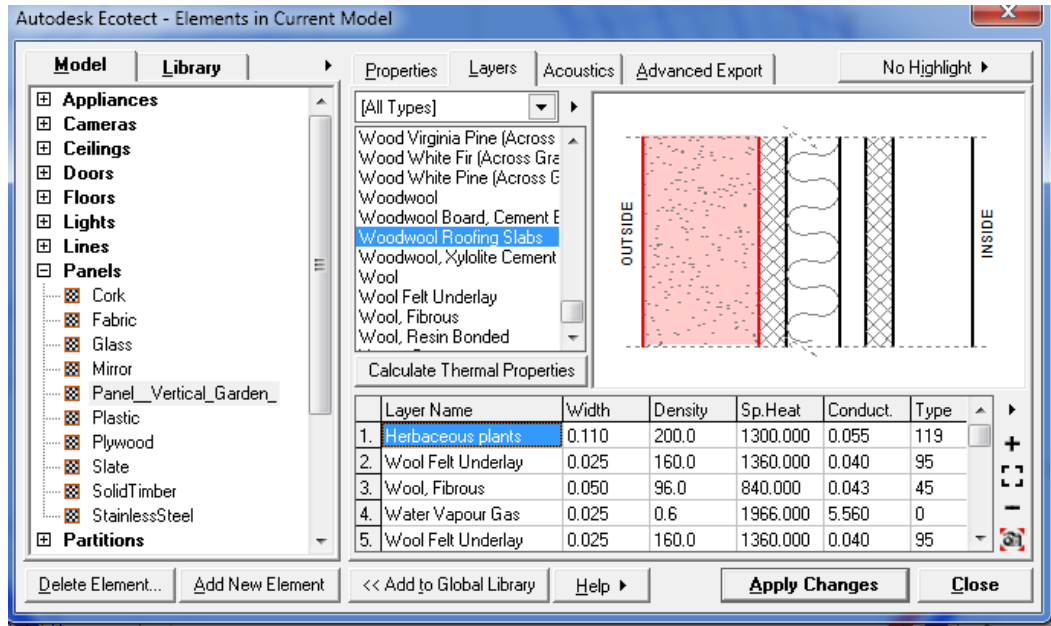 Autodesk Ecotect - Elements in Current Model
Model Library
Appliances
Cameras
Ceilings
Doors
Floors
Lights
Lines
Panels
Cork
Fabric
Glass
Mirror
Panel__Vertical_Garden_
Plastic
Plywood
Slate
SolidTimber
StainlessSteel
Partitions
Delete Element... Add New Element
Properties Layers Acoustics Advanced Export No Highlight
[All Types]
Wood Virginia Pine (Across
Wood White Fir (Across Gra
Wood White Pine (Across G
Woodwool
Woodwool Board, Cement B
Woodwool Roofing Slabs
Woodwool, Xylolite Cement
Wool
Wool Felt Underlay
Wool, Fibrous
Wool, Resin Bonded
Calculate Thermal Properties
OUTSIDE
INSIDE
Layer Name Width Density Sp.Heat Conduct. Type
1. Herbaceous plants 0.110 200.0 1300.000 0.055 119
2. Wool Felt Underlay 0.025 160.0 1360.000 0.040 95
3. Wool, Fibrous 0.050 96.0 840.000 0.043 45
4. Water Vapour Gas 0.025 0.6 1966.000 5.560 0
5. Wool Felt Underlay 0.025 160.0 1360.000 0.040 95
<< Add to Global Library Help Apply Changes Close